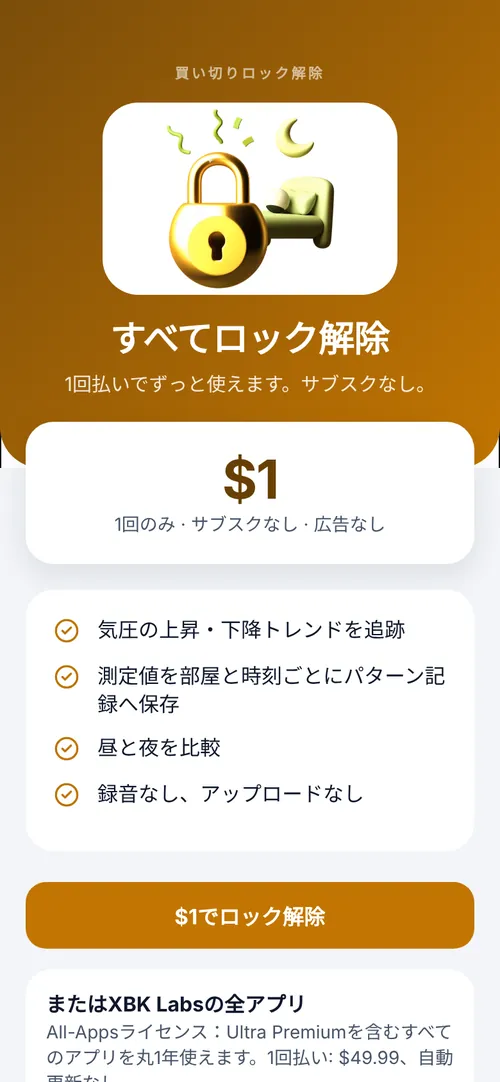 買い切りロック解除
すべてロック解除
1回払いでずっと使えます。サブスクなし。
$1
1回のみ · サブスクなし · 広告なし
気圧の上昇・下降トレンドを追跡
測定値を部屋と時刻ごとにパターン記
録へ保存
昼と夜を比較
録音なし、アップロードなし
$1でロック解除
またはXBK Labsの全アプリ
All-Appsライセンス：Ultra Premiumを含むすべて
のアプリを丸1年使えます。1回払い: $49.99、自動
更新なし